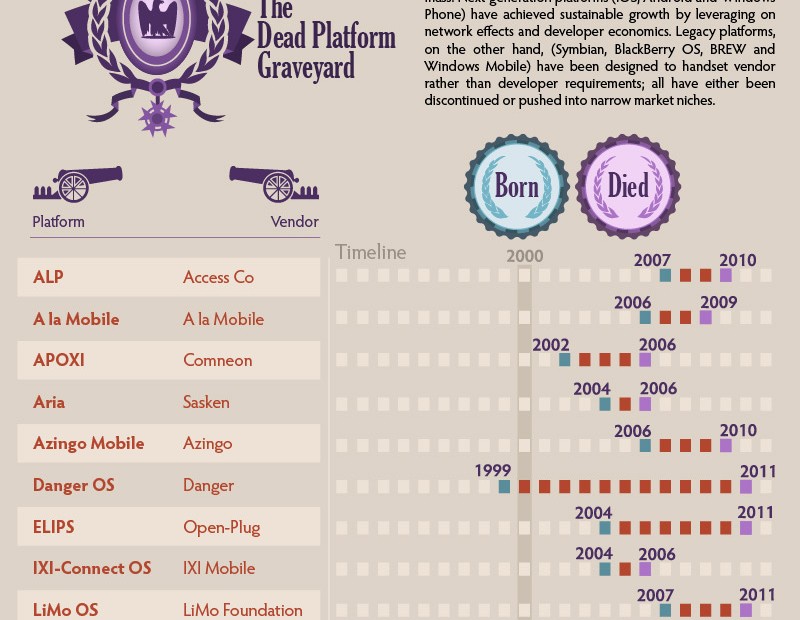 The
Dead Platform
Graveyard
mass. Next generation platforms (iOS, Android and Windows
Phone) have achieved sustainable growth by leveraging on
network effects and developer economics. Legacy platforms,
on the other hand, (Symbian, BlackBerry OS, BREW and
Windows Mobile) have been designed to handset vendor
rather than developer requirements; all have either been
discontinued or pushed into narrow market niches.
Born
Died
Platform Vendor
Timeline 2000
ALP Access Co 2007 2010
A la Mobile A la Mobile 2006 2009
APOXI Comneon 2002 2006
Aria Sasken 2004 2006
Azingo Mobile Azingo 2006 2010
Danger OS Danger 1999 2011
ELIPS Open-Plug 2004 2011
IXI-Connect OS IXI Mobile 2004 2006
LiMo OS LiMo Foundation 2007 2011